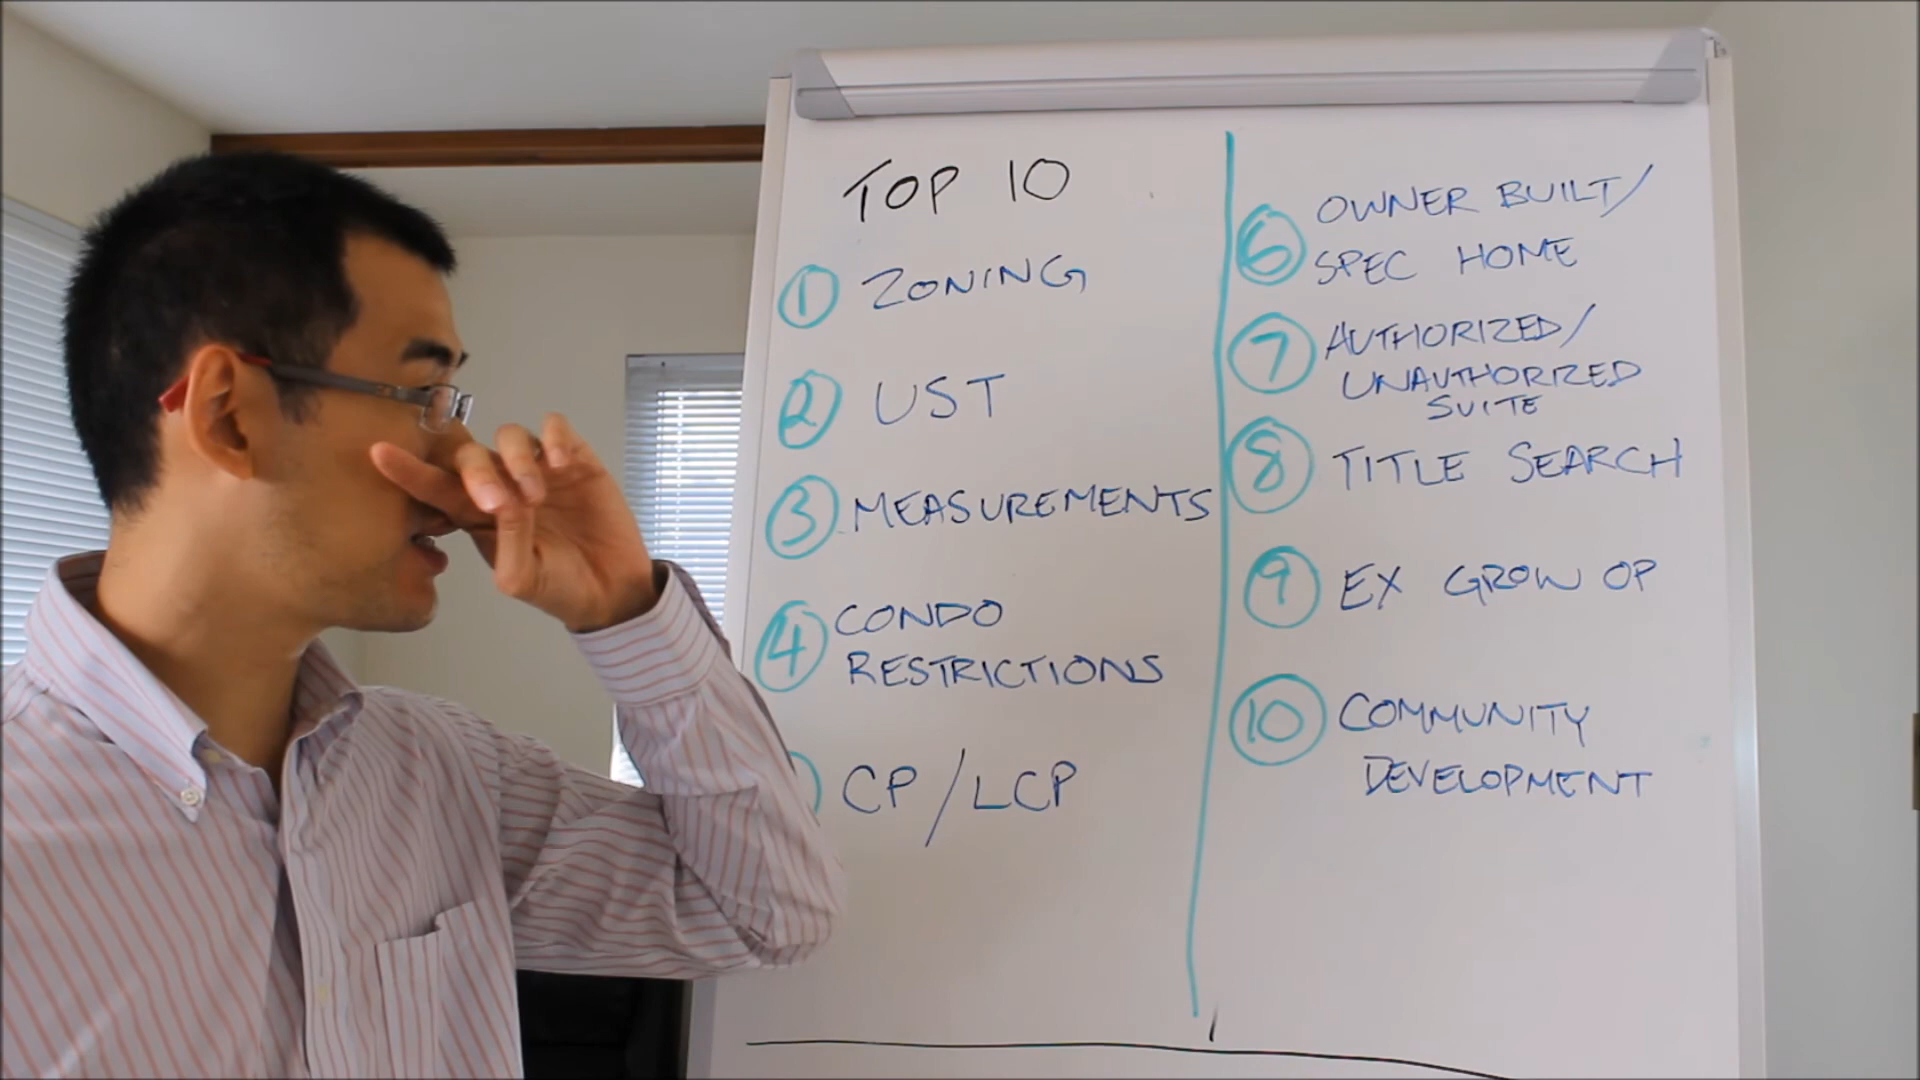 TOP 10
1 ZONING
2 UST
3 MEASUREMENTS
4 CONDO
RESTRICTIONS
CP/LCP
6 OWNER BUILT/
SPEC HOME
7 AUTHORIZED/
UNAUTHORIZED
SUITE
8 TITLE SEARCH
9 EX GROW OP
10 COMMUNITY
DEVELOPMENT